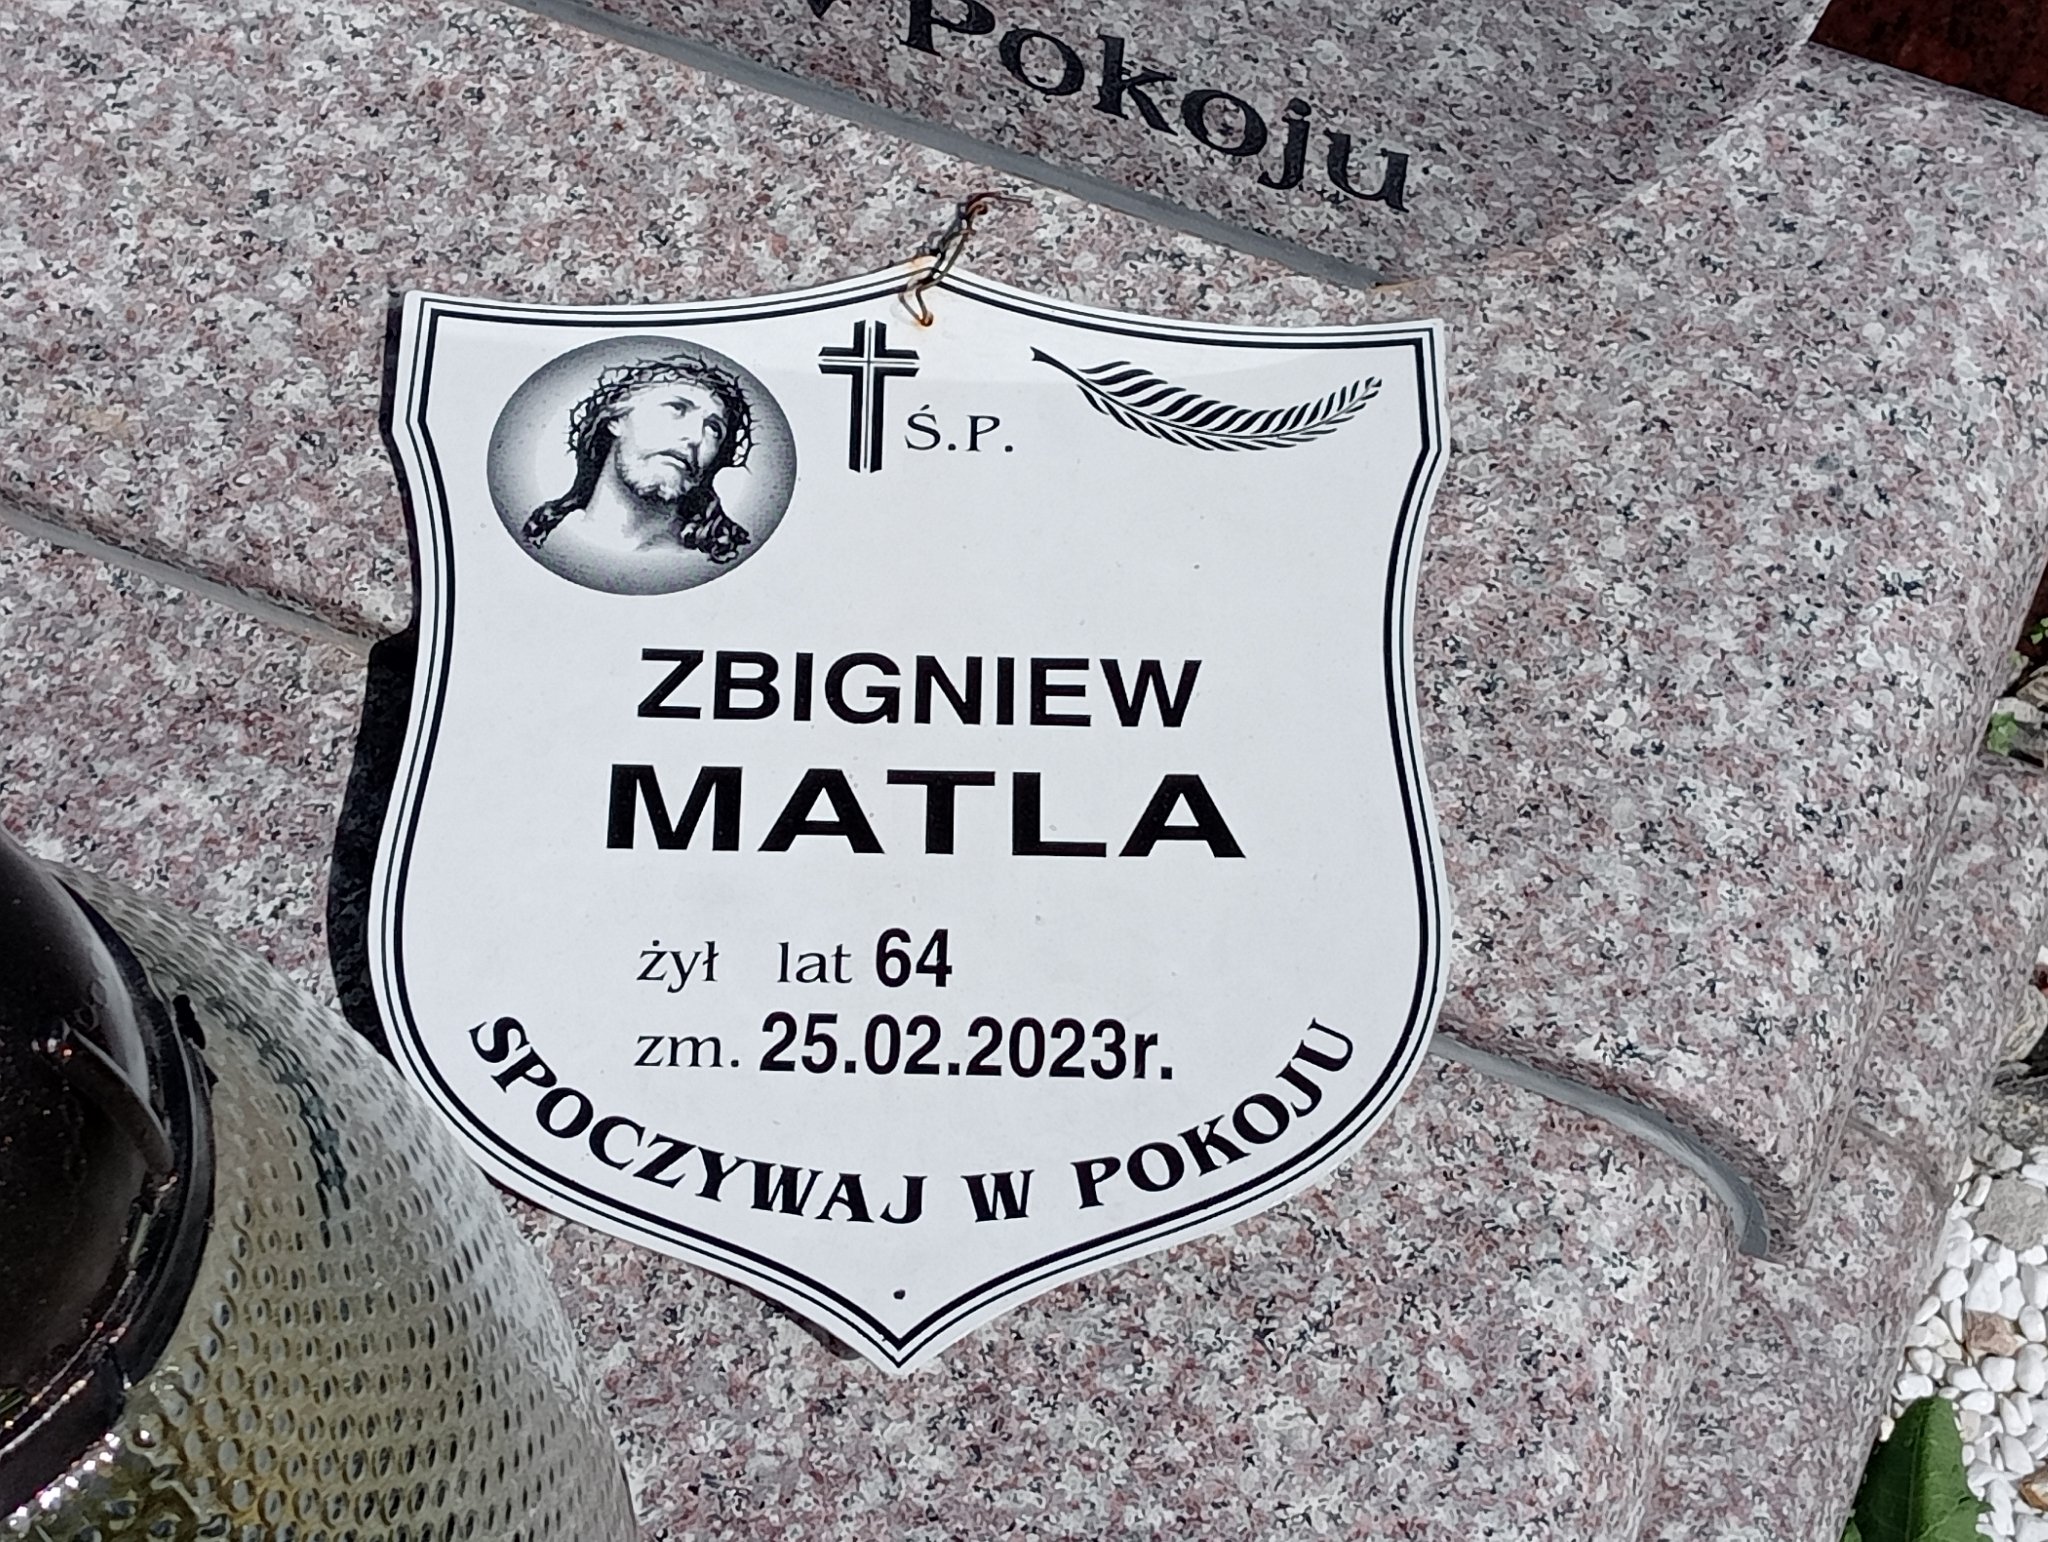 Pokoju
Ś.P.
ZBIGNIEW
MATLA
żył lat 64
zm. 25.02.2023r.
SPOCZYWAJ W POKOJU